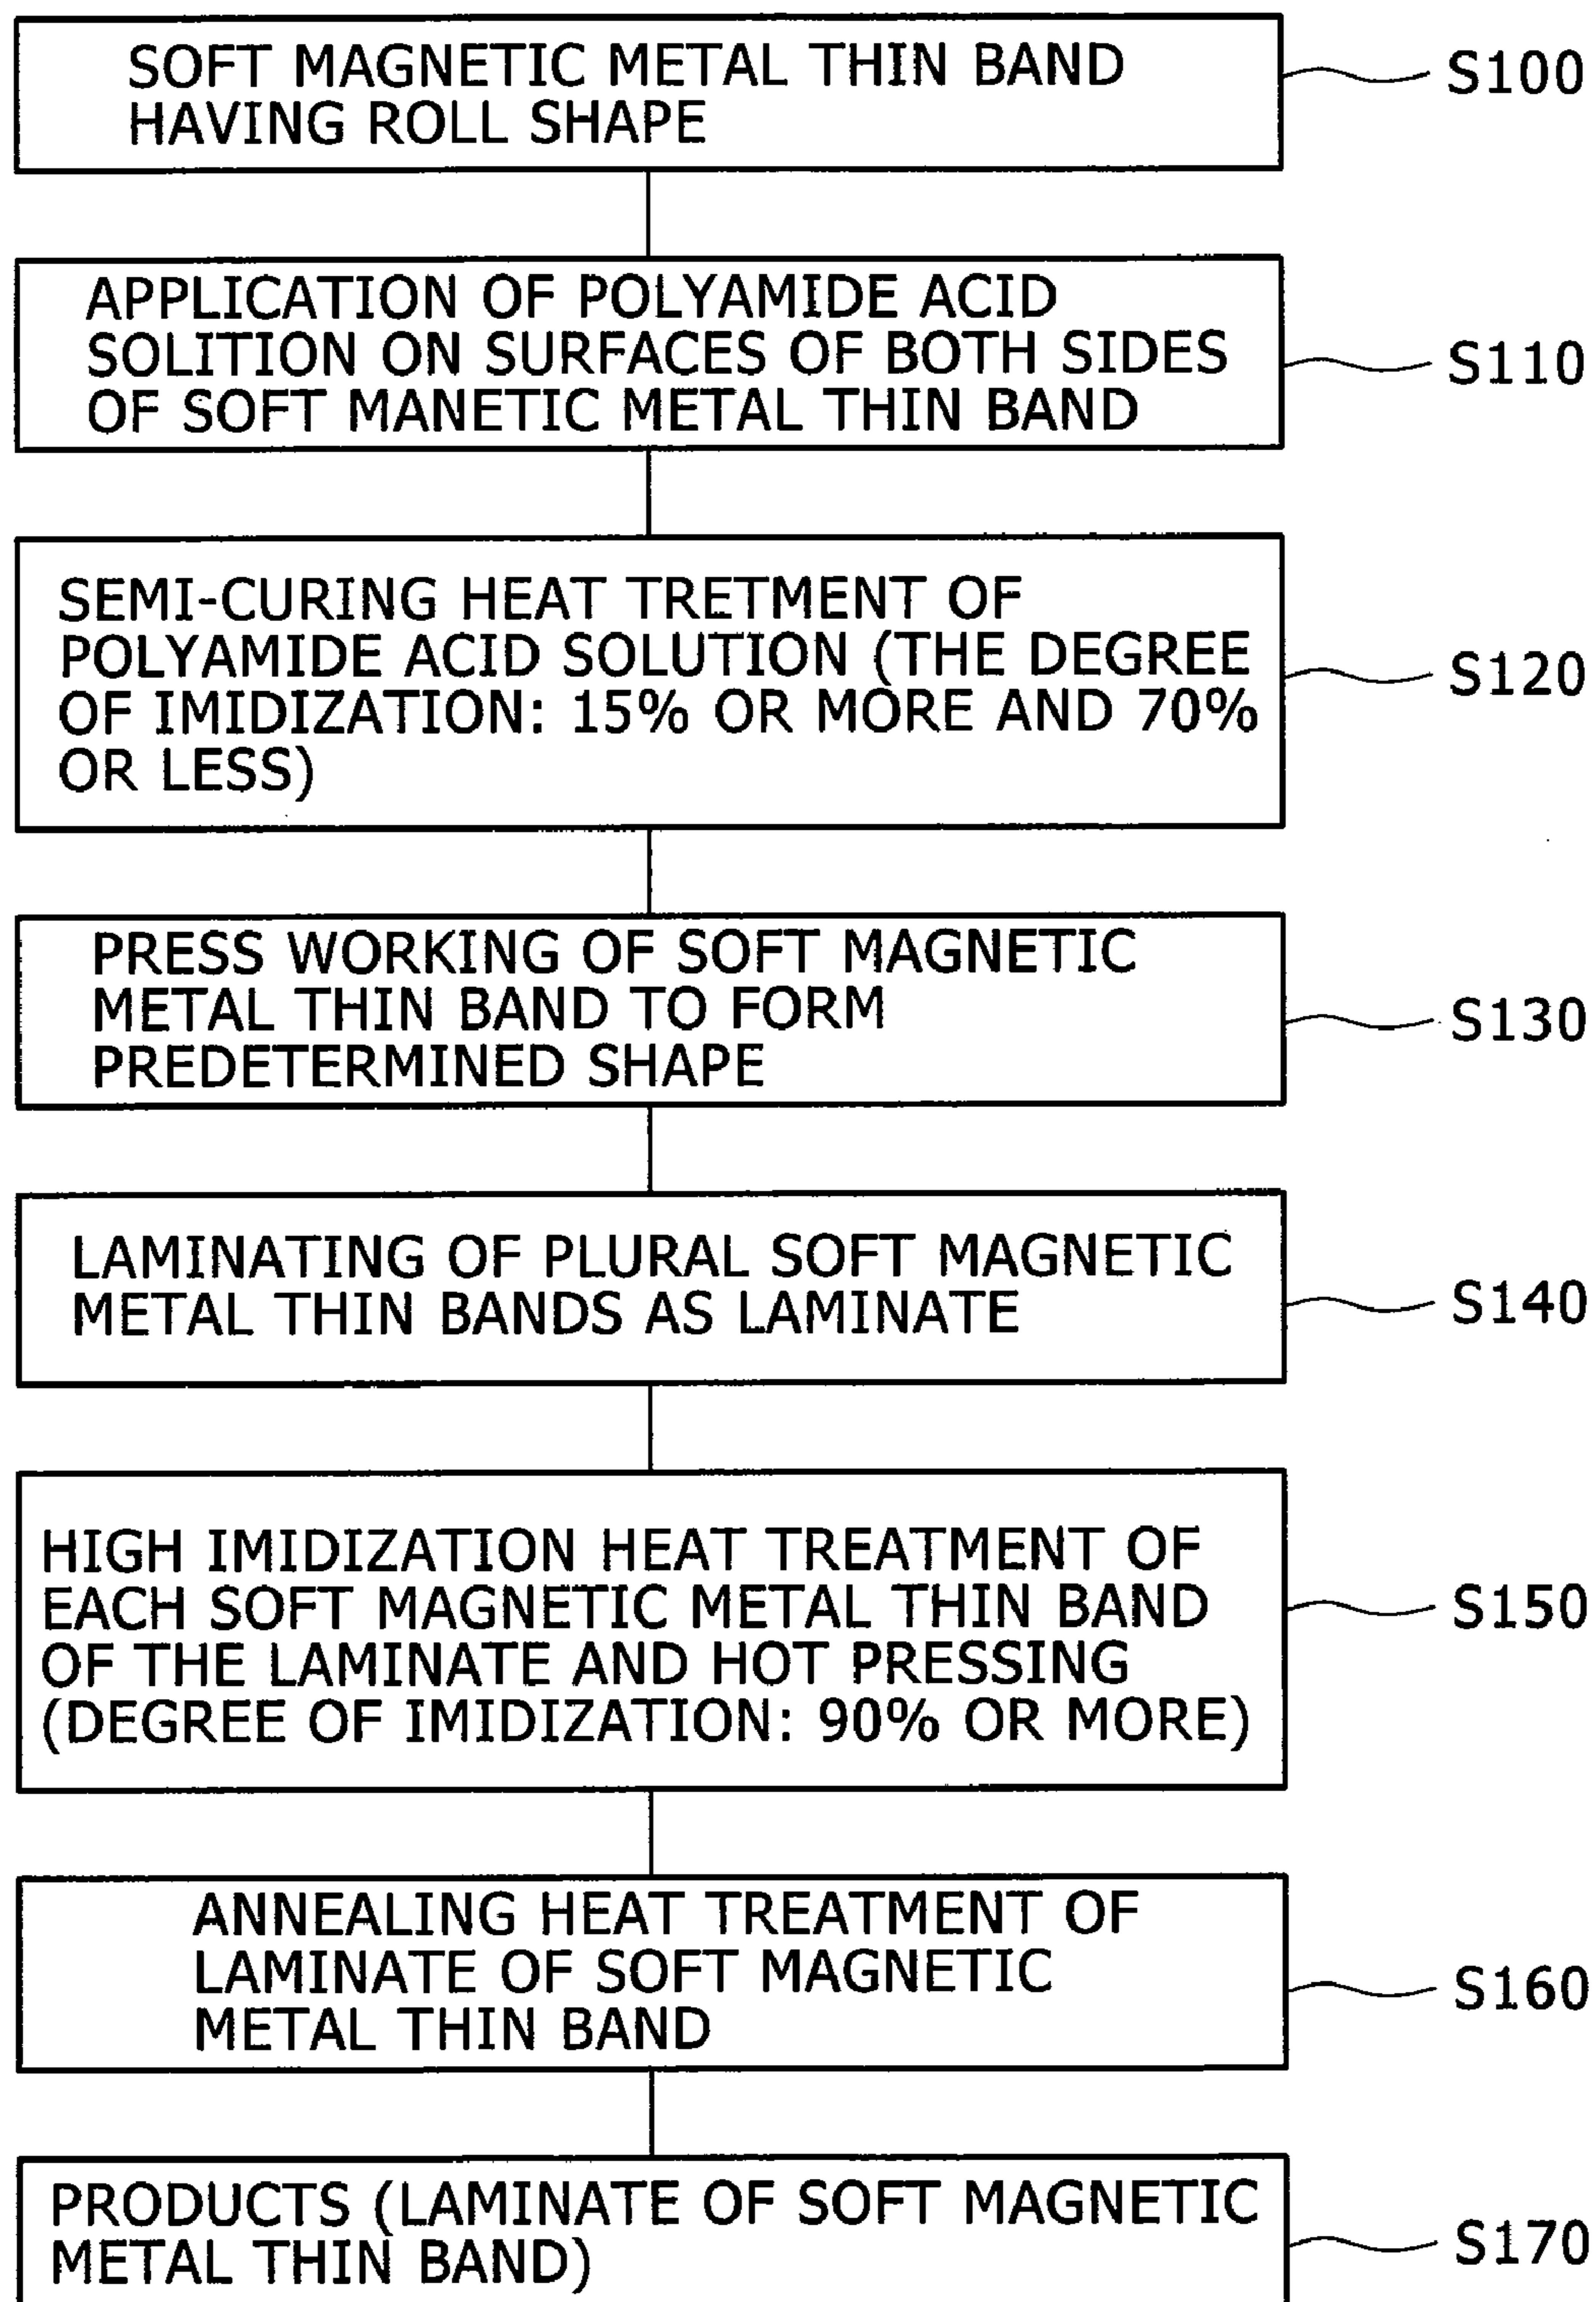 SOFT MAGNETIC METAL THIN BAND
HAVING ROLL SHAPE
S100
APPLICATION OF POLYAMIDE ACID
SOLITION ON SURFACES OF BOTH SIDES
OF SOFT MANETIC METAL THIN BAND
S110
SEMI-CURING HEAT TRETMENT OF
POLYAMIDE ACID SOLUTION (THE DEGREE
OF IMIDIZATION: 15% OR MORE AND 70%
OR LESS)
S120
PRESS WORKING OF SOFT MAGNETIC
METAL THIN BAND TO FORM
PREDETERMINED SHAPE
S130
LAMINATING OF PLURAL SOFT MAGNETIC
METAL THIN BANDS AS LAMINATE
S140
HIGH IMIDIZATION HEAT TREATMENT OF
EACH SOFT MAGNETIC METAL THIN BAND
OF THE LAMINATE AND HOT PRESSING
(DEGREE OF IMIDIZATION: 90% OR MORE)
S150
ANNEALING HEAT TREATMENT OF
LAMINATE OF SOFT MAGNETIC
METAL THIN BAND
S160
PRODUCTS (LAMINATE OF SOFT MAGNETIC
METAL THIN BAND)
S170